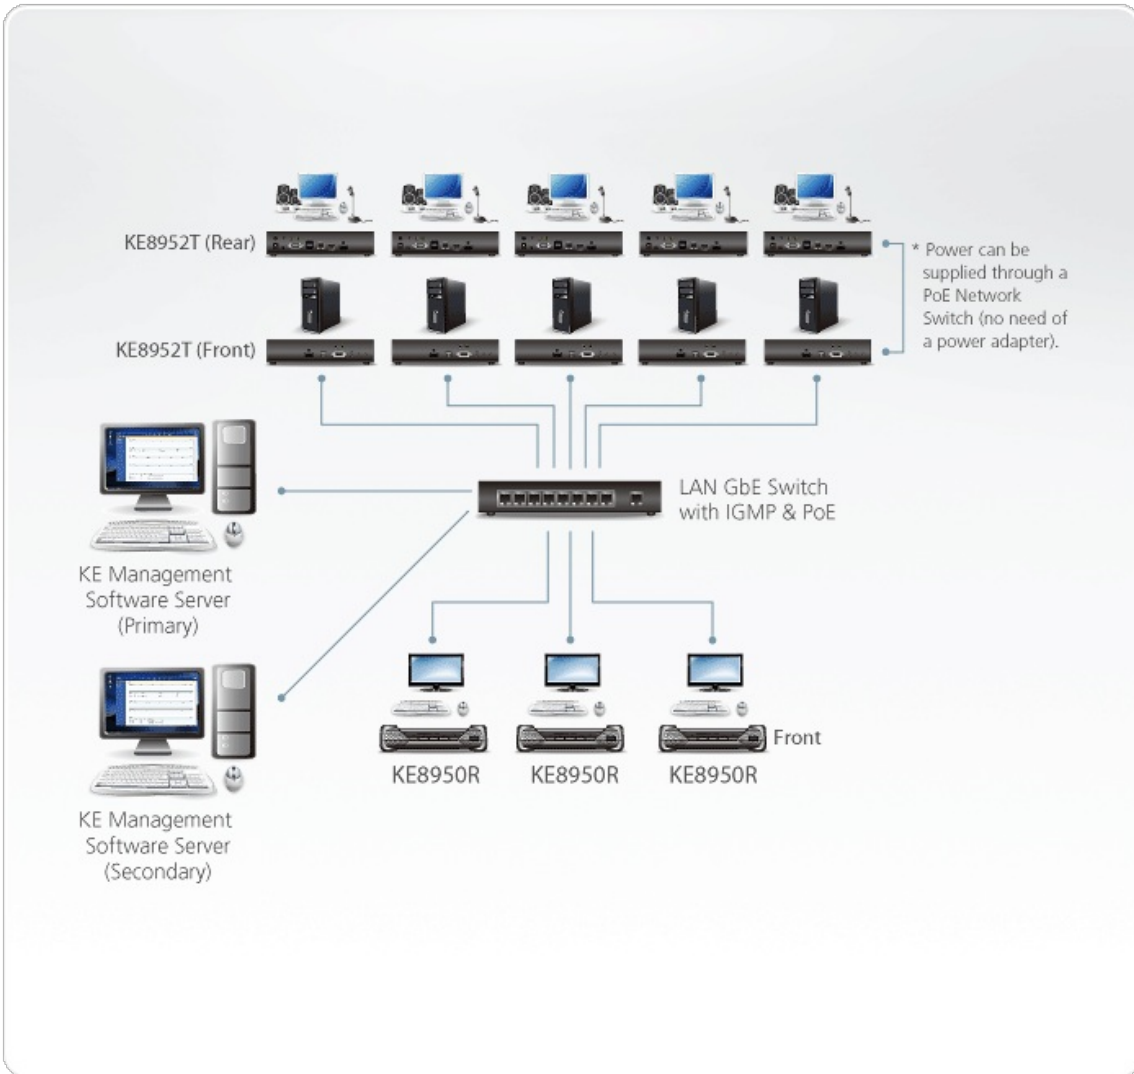 KE8952T (Rear)
* Power can be
supplied through a
PoE Network
Switch (no need of
a power adapter).
KE8952T (Front)
LAN GbE Switch
with IGMP & PoE
KE Management
Software Server
(Primary)
Front
KE8950R
KE8950R
KE8950R
KE Management
Software Server
(Secondary)